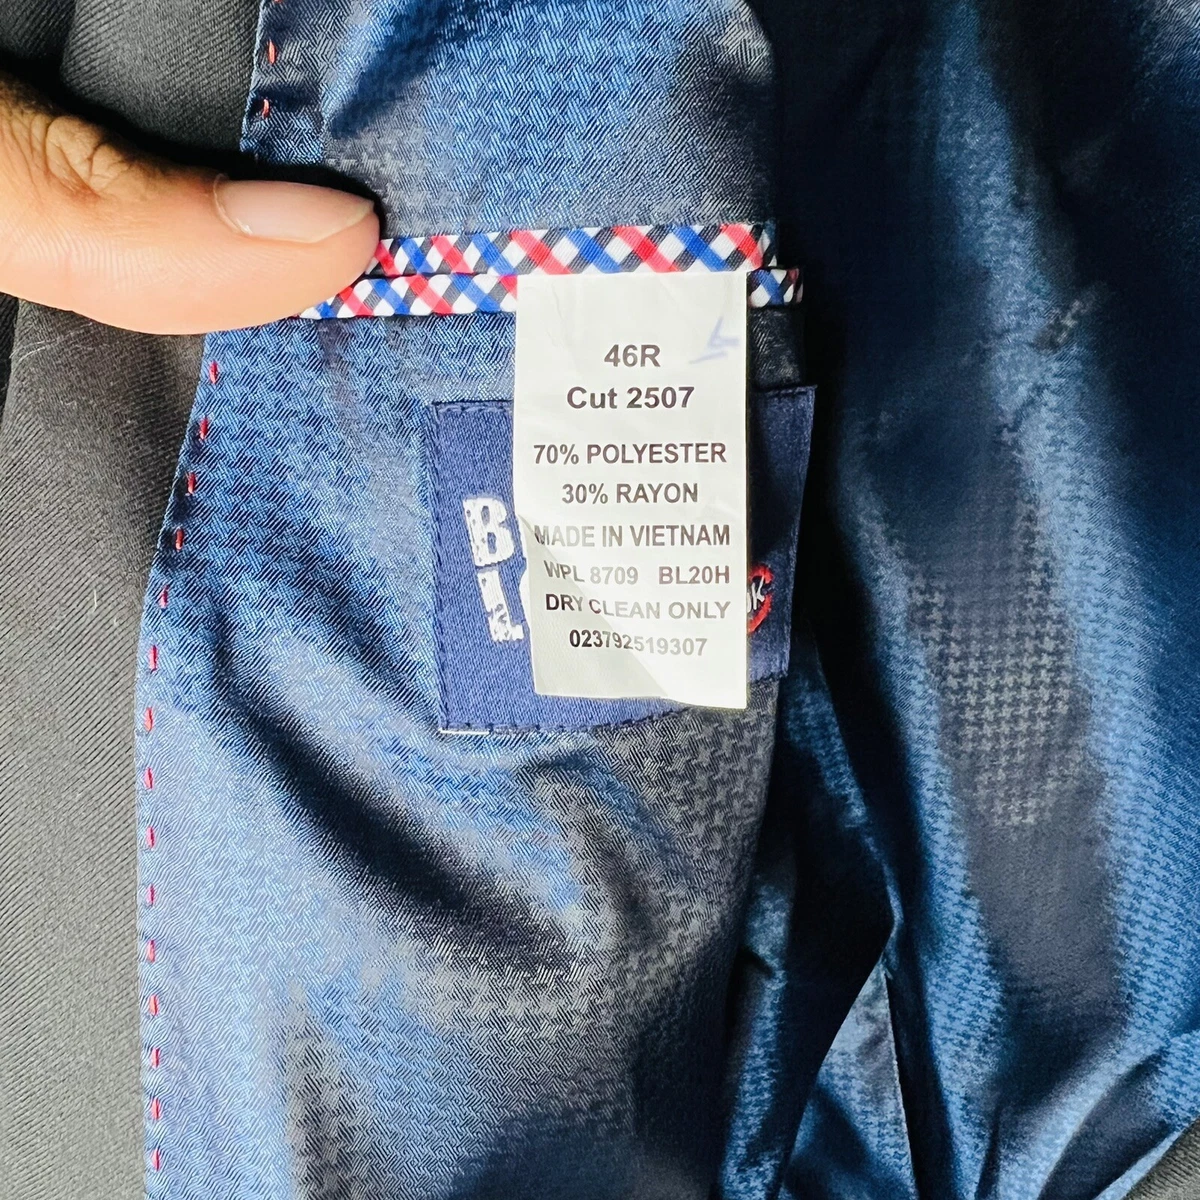 46R
Cut 2507
70% POLYESTER
30% RAYON
MADE IN VIETNAM
WPL 8709 BL20H
DRY CLEAN ONLY
023792519307